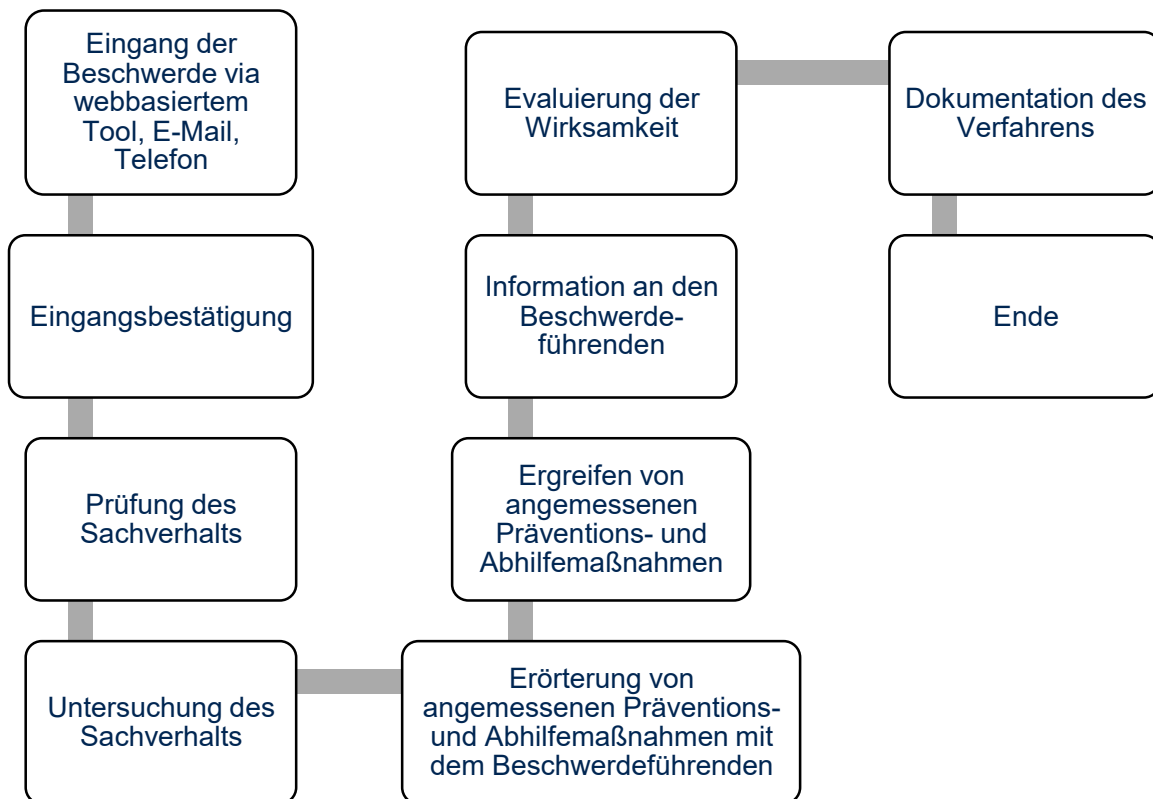 Eingang der
Beschwerde via
webbasiertem
Tool, E-Mail,
Telefon
Eingangsbestätigung
Prüfung des
Sachverhalts
Untersuchung des
Sachverhalts
Erörterung von
angemessenen Präventions-
und Abhilfemaßnahmen mit
dem Beschwerdeführenden
Ergreifen von
angemessenen
Präventions- und
Abhilfemaßnahmen
Information an den
Beschwerde-
führenden
Evaluierung der
Wirksamkeit
Dokumentation des
Verfahrens
Ende